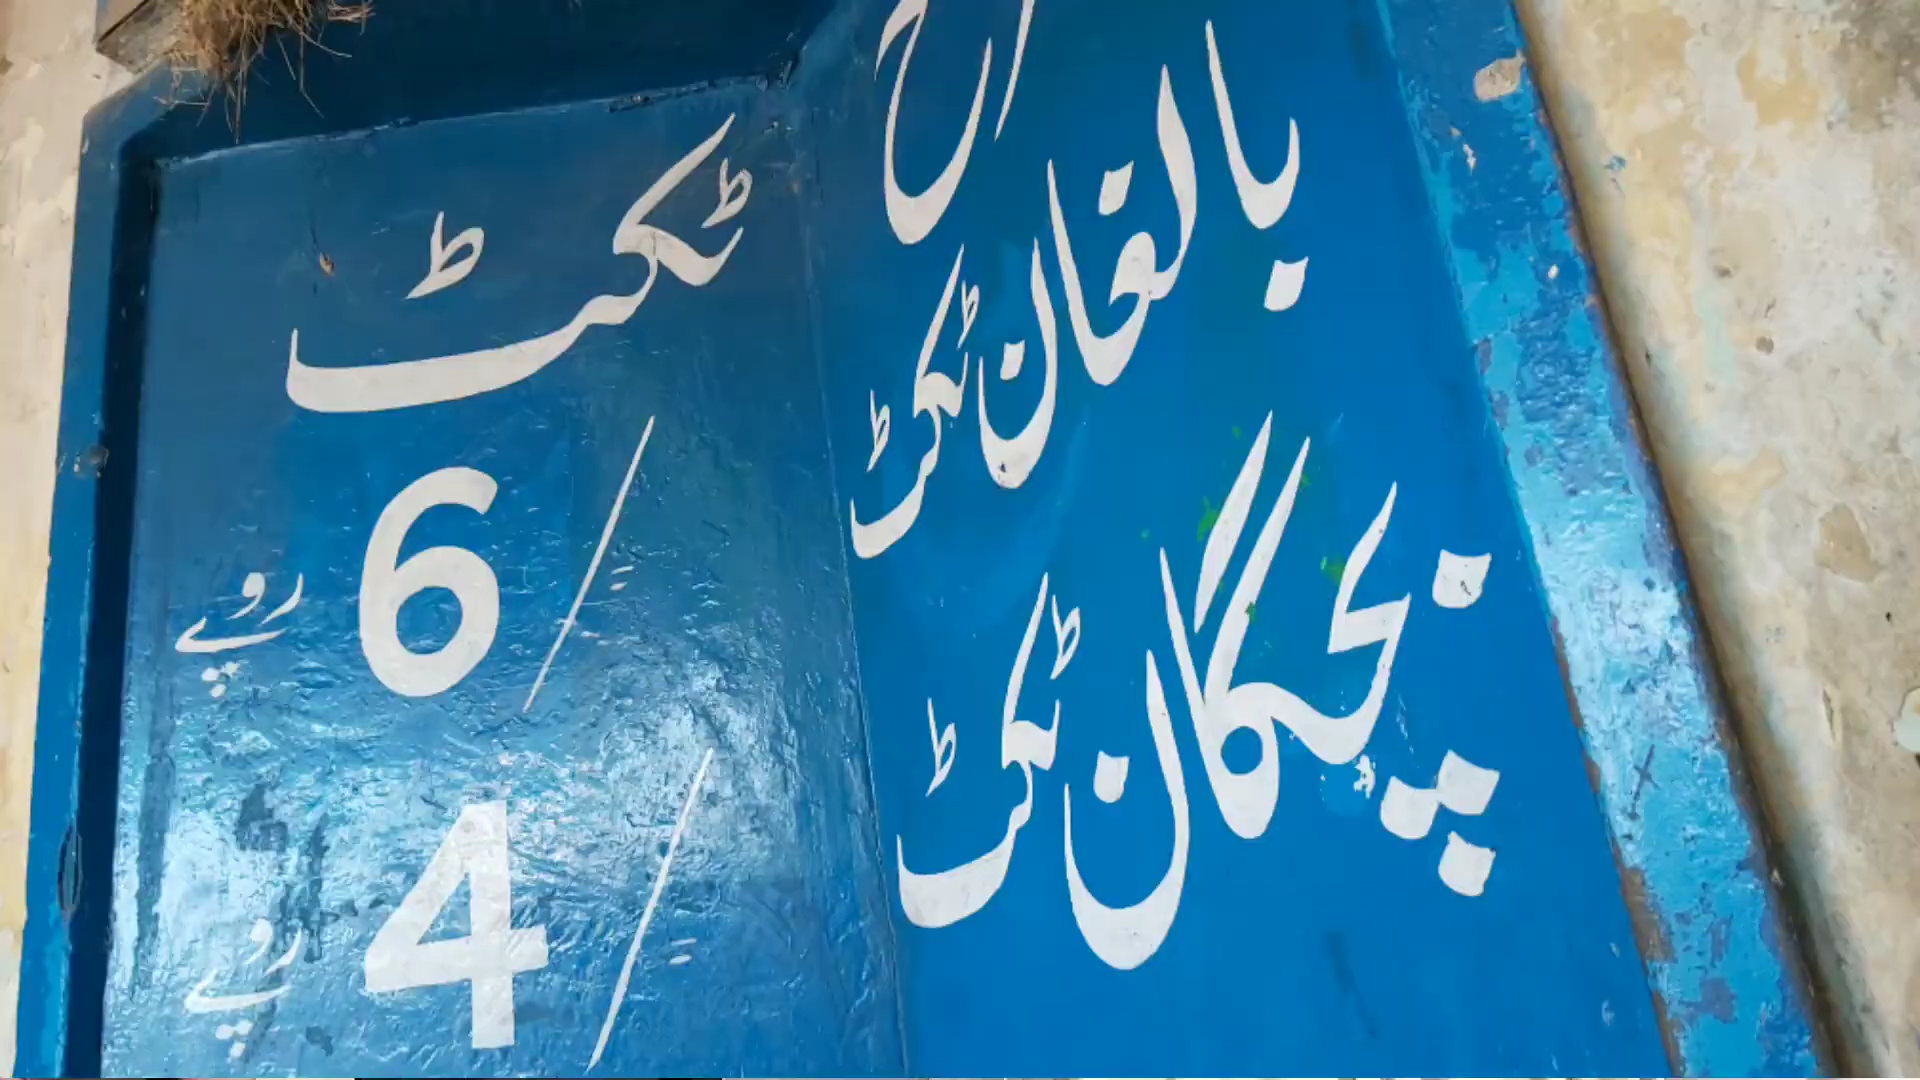 ٹکٹ
بالغان ٹکٹ 6/= روپے
بچگان ٹکٹ 4/= روپے